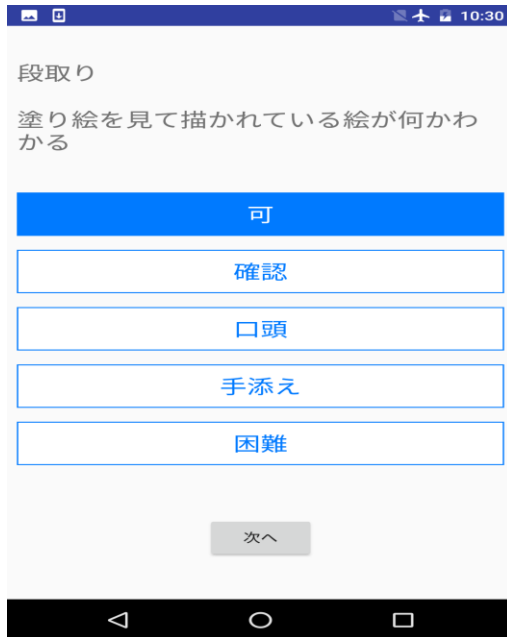 10:30
段取り
塗り絵を見て描かれている絵が何かわ
かる
可
確認
口頭
手添え
困難
次へ